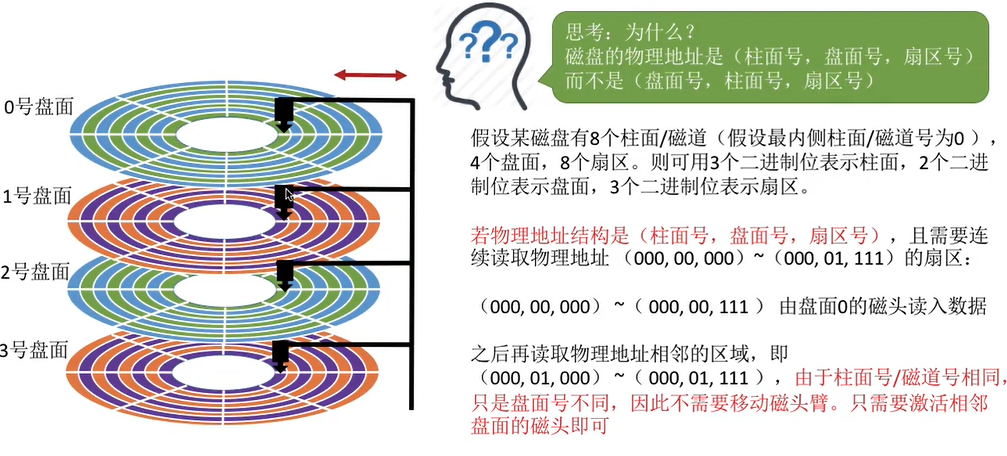 思考：为什么？
磁盘的物理地址是（柱面号，盘面号，扇区号）
而不是（盘面号，柱面号，扇区号）
???
0号盘面
1号盘面
2号盘面
3号盘面
假设某磁盘有8个柱面/磁道（假设最内侧柱面/磁道号为0），
4个盘面，8个扇区。则可用3个二进制位表示柱面，2个二进
制位表示盘面，3个二进制位表示扇区。
若物理地址结构是（柱面号，盘面号，扇区号），且需要连
续读取物理地址（000, 00, 000）~（000, 01, 111）的扇区：
（000, 00, 000）~（000, 00, 111）由盘面0的磁头读入数据
之后再读取物理地址相邻的区域，即
（000, 01, 000）~（000, 01, 111），由于柱面号/磁道号相同，
只是盘面号不同，因此不需要移动磁头臂。只需要激活相邻
盘面的磁头即可